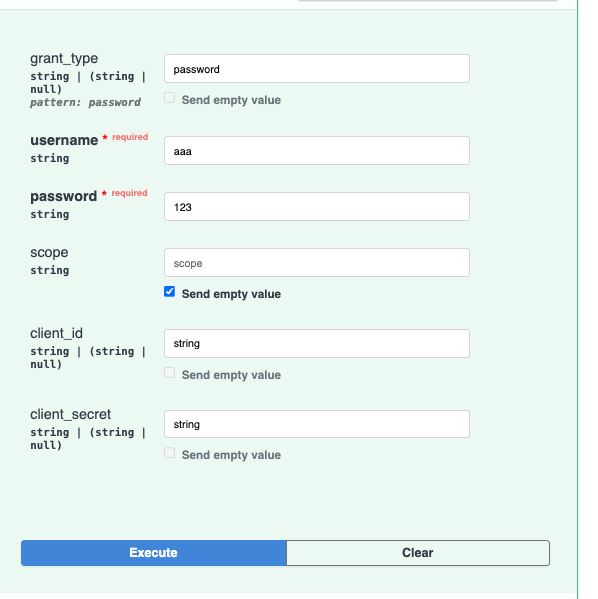 grant_type
string | (string |
null)
pattern: password
password
Send empty value
username * required
string
aaa
password * required
string
123
scope
string
scope
Send empty value
client_id
string | (string |
null)
string
Send empty value
client_secret
string | (string |
null)
string
Send empty value
Execute
Clear